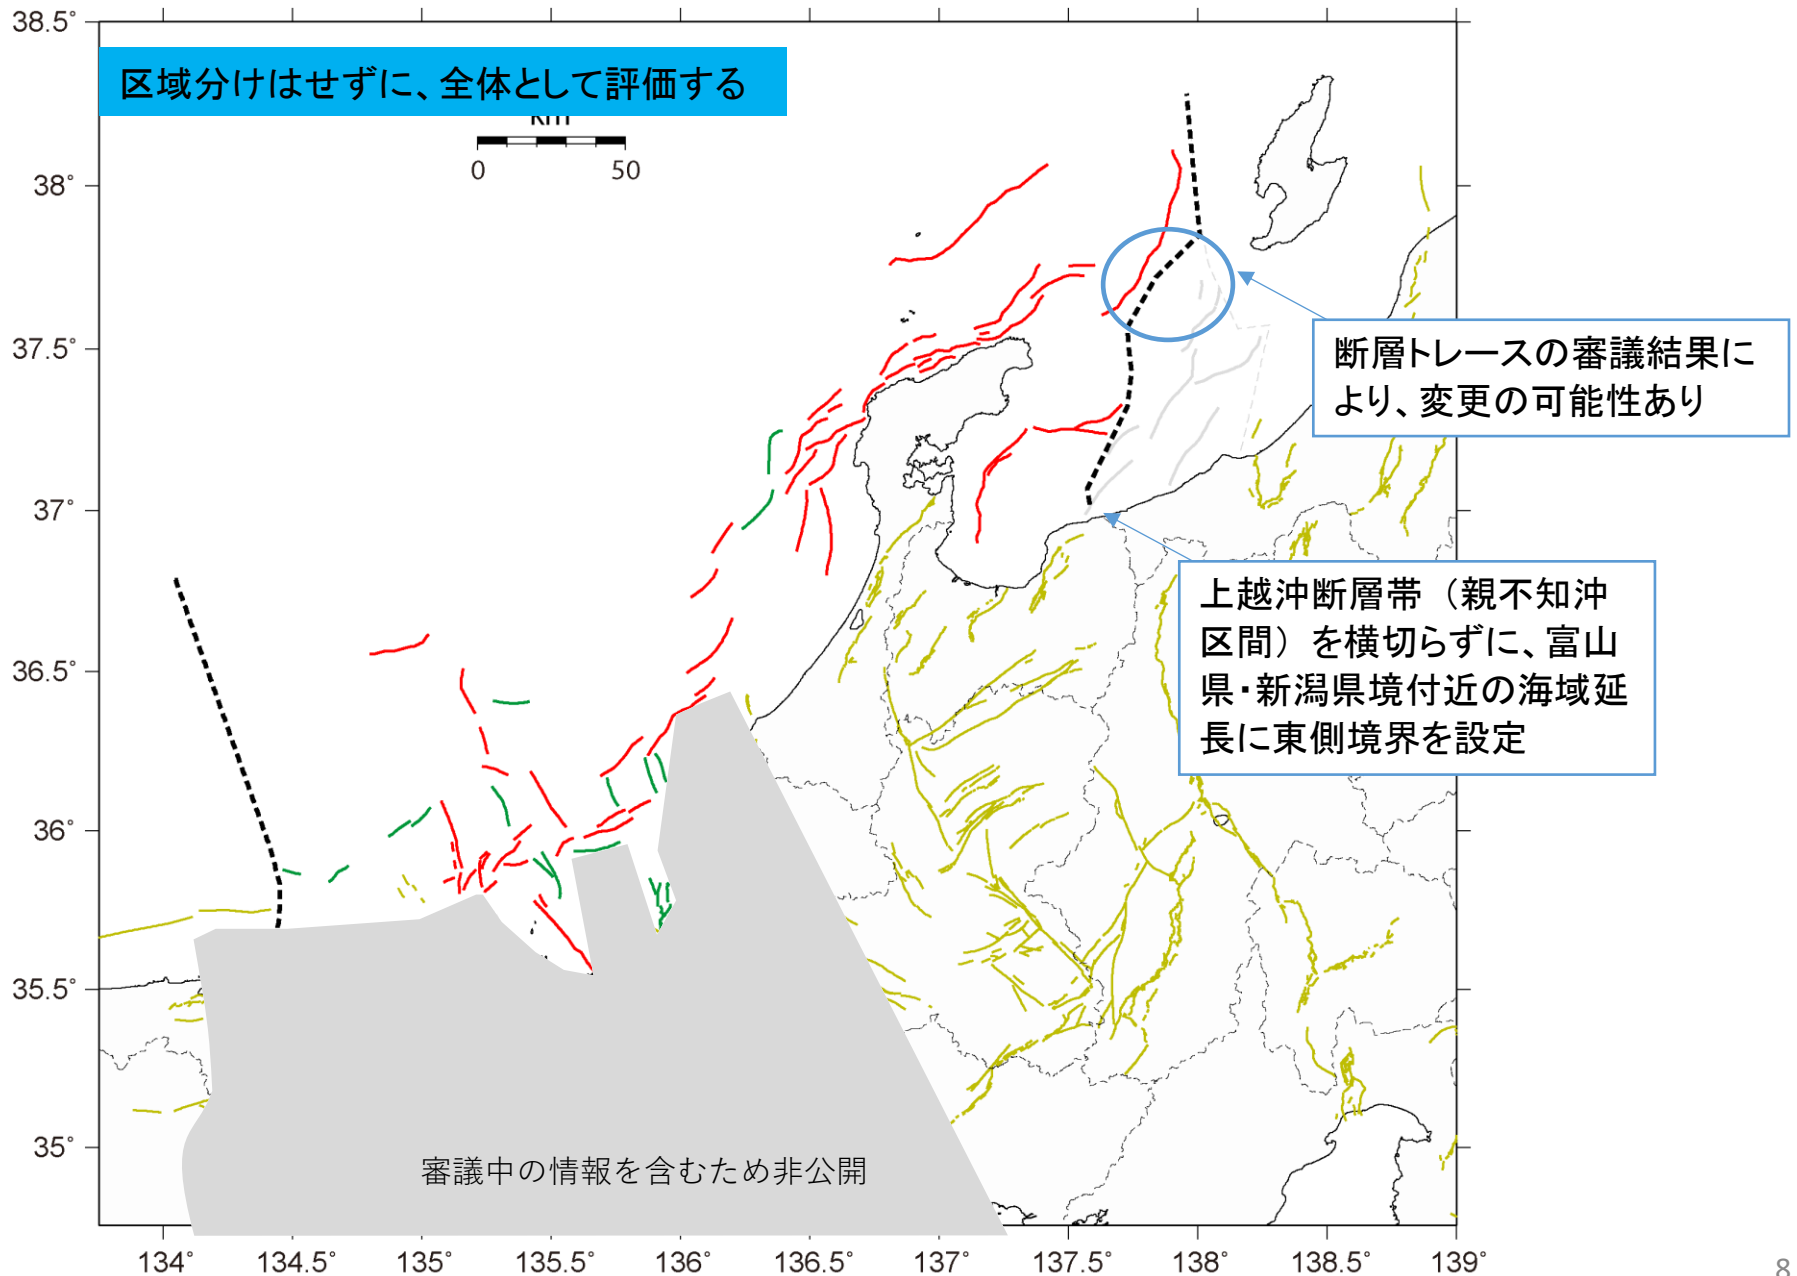 38.5°
区域分けはせずに、全体として評価する
km
0 50
38°
37.5°
断層トレースの審議結果に
より、変更の可能性あり
37°
上越沖断層帯（親不知沖
区間）を横切らずに、富山
県・新潟県境付近の海域延
長に東側境界を設定
36.5°
36°
35.5°
35°
審議中の情報を含むため非公開
134° 134.5° 135° 135.5° 136° 136.5° 137° 137.5° 138° 138.5° 139°
8